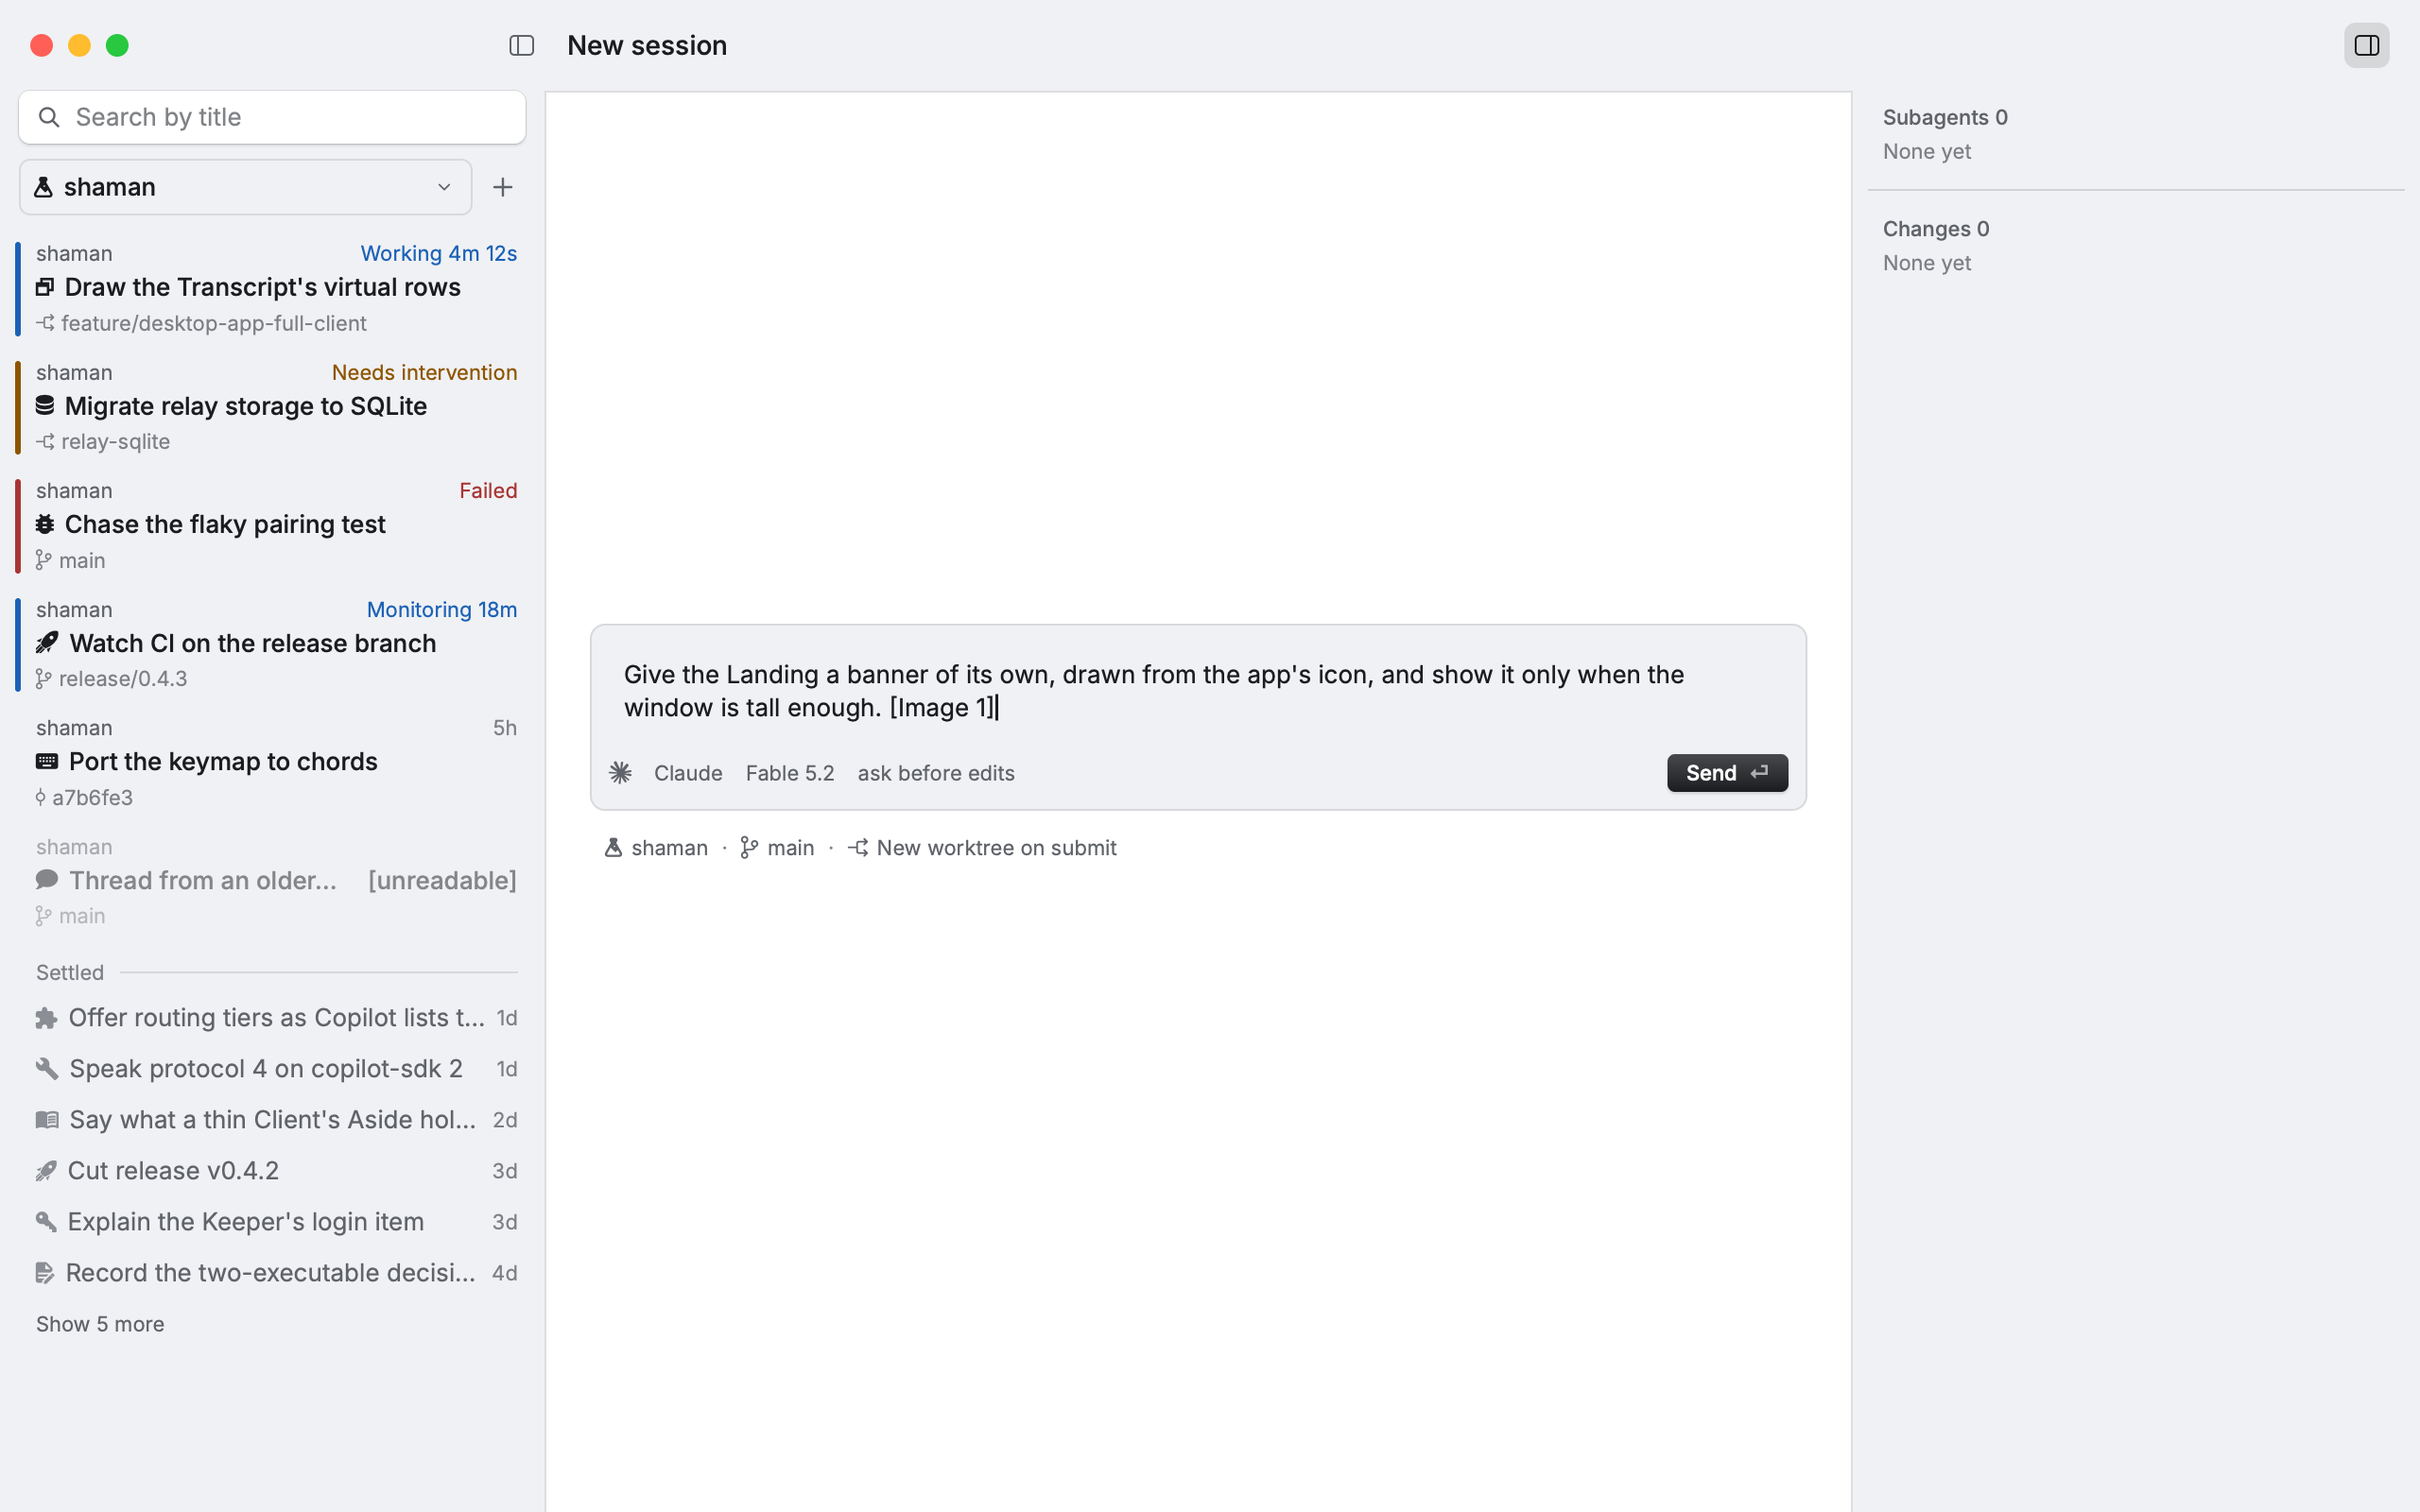 New session
Search by title
shaman
shaman
Working 4m 12s
Draw the Transcript's virtual rows
feature/desktop-app-full-client
shaman
Needs intervention
Migrate relay storage to SQLite
relay-sqlite
shaman
Failed
Chase the flaky pairing test
main
shaman
Monitoring 18m
Watch CI on the release branch
release/0.4.3
shaman
5h
Port the keymap to chords
a7b6fe3
shaman
Thread from an older...
[unreadable]
main
Settled
Offer routing tiers as Copilot lists t... 1d
Speak protocol 4 on copilot-sdk 2 1d
Say what a thin Client's Aside hol... 2d
Cut release v0.4.2 3d
Explain the Keeper's login item 3d
Record the two-executable decisi... 4d
Show 5 more
Give the Landing a banner of its own, drawn from the app's icon, and show it only when the
window is tall enough. [Image 1]
Claude Fable 5.2 ask before edits
Send
shaman · main · New worktree on submit
Subagents 0
None yet
Changes 0
None yet